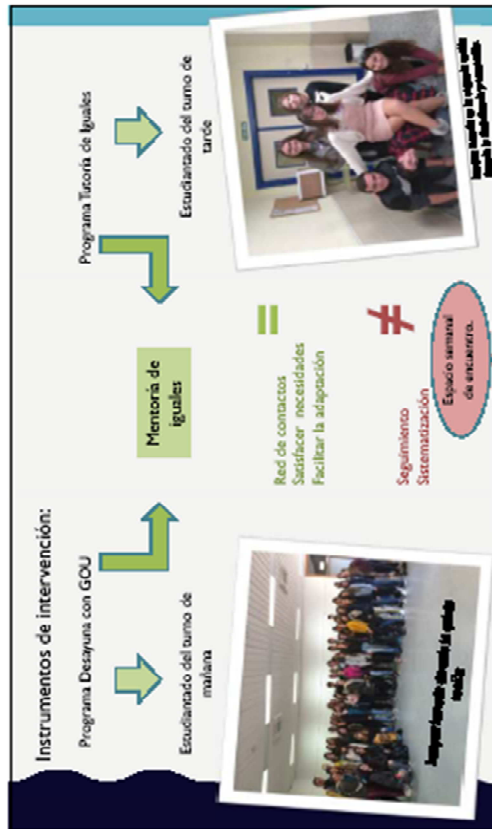 Instrumentos de intervención:
Programa Desayuna con GOU
Programa Tutoría de Iguales
Mentoría de
iguales
Estudiantado del turno de
mañana
Estudiantado del turno de
tarde
Red de contactos
Satisfacer necesidades
Facilitar la adaptación
=
Seguimiento
Sistematización
≠
Espacio semanal
de encuentro.